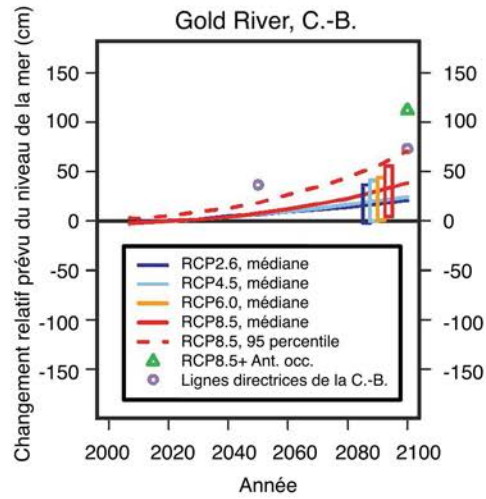 Gold River, C.-B.
Changement relatif prévu du niveau de la mer (cm)
150
100
50
0
-50
-100
-150
150
100
50
0
-50
-100
-150
RCP2.6, médiane
RCP4.5, médiane
RCP6.0, médiane
RCP8.5, médiane
RCP8.5, 95 percentile
RCP8.5+ Ant. occ.
Lignes directrices de la C.-B.
2000 2020 2040 2060 2080 2100
Année